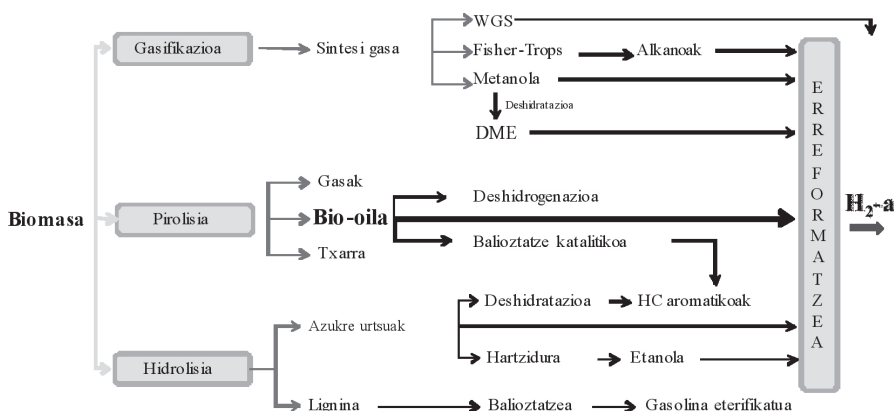 WGS
Gasifikazioa
Sintesi gasa
Fisher-Trops
Alkanoak
Metanola
Deshidratazioa
DME
Biomasa
Pirolisia
Gasak
Bio-oila
Txarra
Deshidrogenazioa
Balioztatze katalitikoa
ERREFORMATZEA
H2-a
Deshidratazioa
HC aromatikoak
Azukre urtsuak
Hidrolisia
Hartzidura
Etanola
Lignina
Balioztatzea
Gasolina eterifikatua